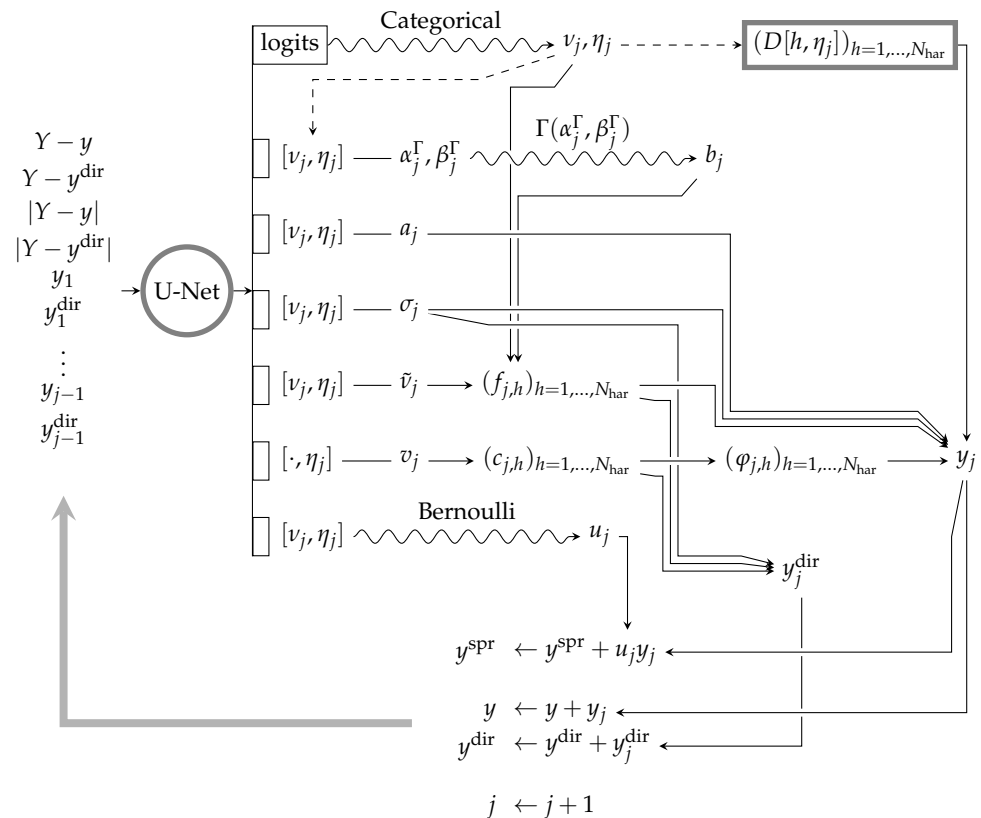 Categorical
logits
ν_j, η_j
(D[h, η_j])_{h=1,...,N_har}
Γ(α_j^Γ, β_j^Γ)
[ν_j, η_j]
α_j^Γ, β_j^Γ
b_j
Y − y
Y − y^dir
|Y − y|
|Y − y^dir|
y_1
y_1^dir
⋮
y_{j−1}
y_{j−1}^dir
U-Net
[ν_j, η_j]
a_j
[ν_j, η_j]
σ_j
[ν_j, η_j]
ν̃_j
(f_{j,h})_{h=1,...,N_har}
[·, η_j]
v_j
(c_{j,h})_{h=1,...,N_har}
(φ_{j,h})_{h=1,...,N_har}
y_j
Bernoulli
[ν_j, η_j]
u_j
y_j^dir
y^spr ← y^spr + u_j y_j
y ← y + y_j
y^dir ← y^dir + y_j^dir
j ← j + 1